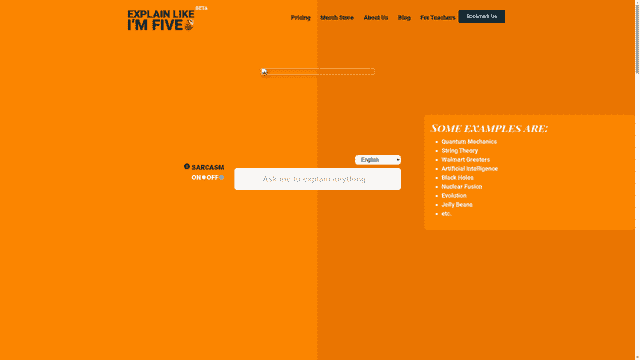 EXPLAIN LIKE
I'M FIVE
BETA
Pricing Merch Store About Us Blog For Teachers Bookmark Us
SOME EXAMPLES ARE:
Quantum Mechanics
String Theory
Walmart Greeters
Artificial Intelligence
Black Holes
Nuclear Fusion
Evolution
Jelly Beans
etc.
English
SARCASM
ON OFF
Ask me to explain anything